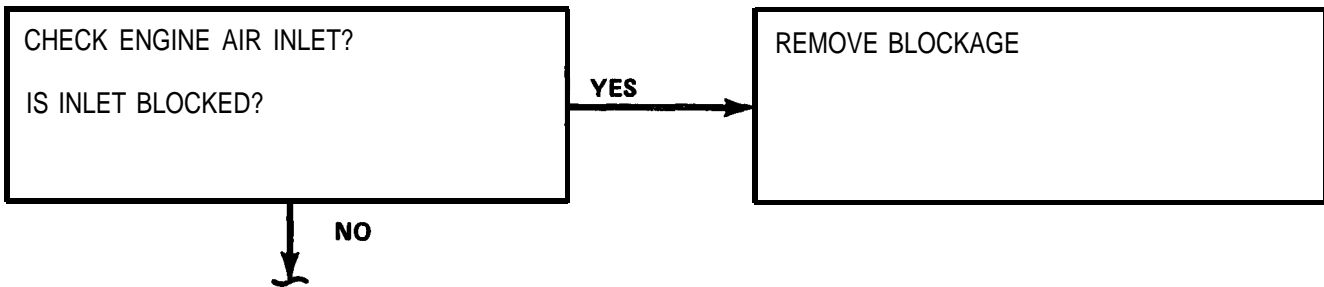 CHECK ENGINE AIR INLET?
IS INLET BLOCKED?
YES
REMOVE BLOCKAGE
NO